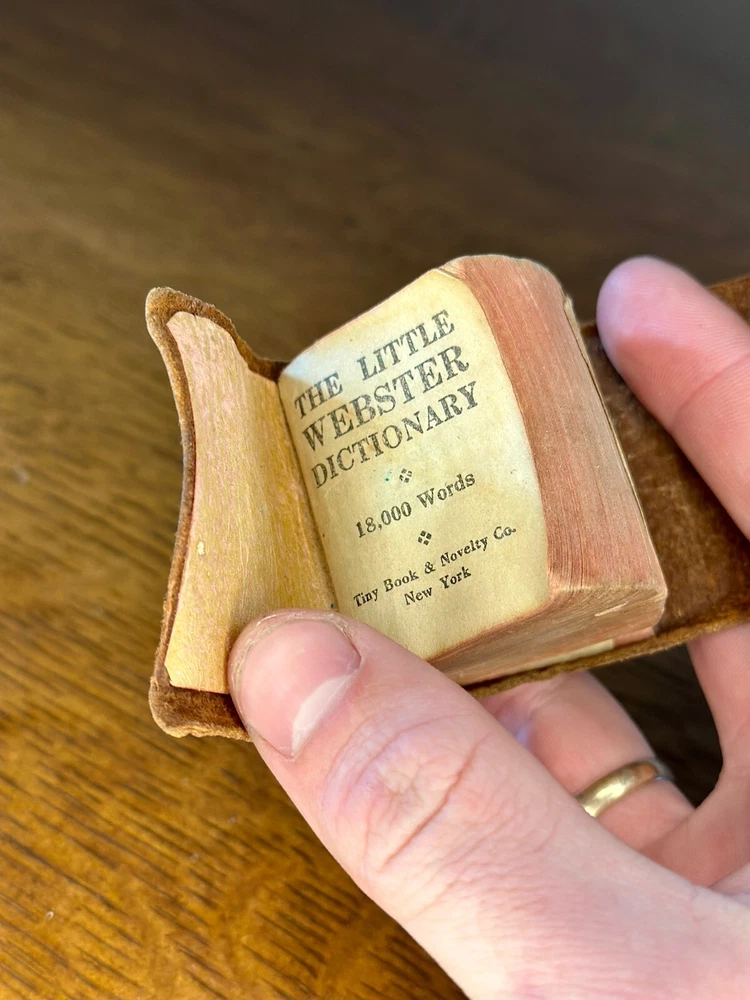 THE LITTLE
WEBSTER
DICTIONARY
18,000 Words
Tiny Book & Novelty Co.
New York